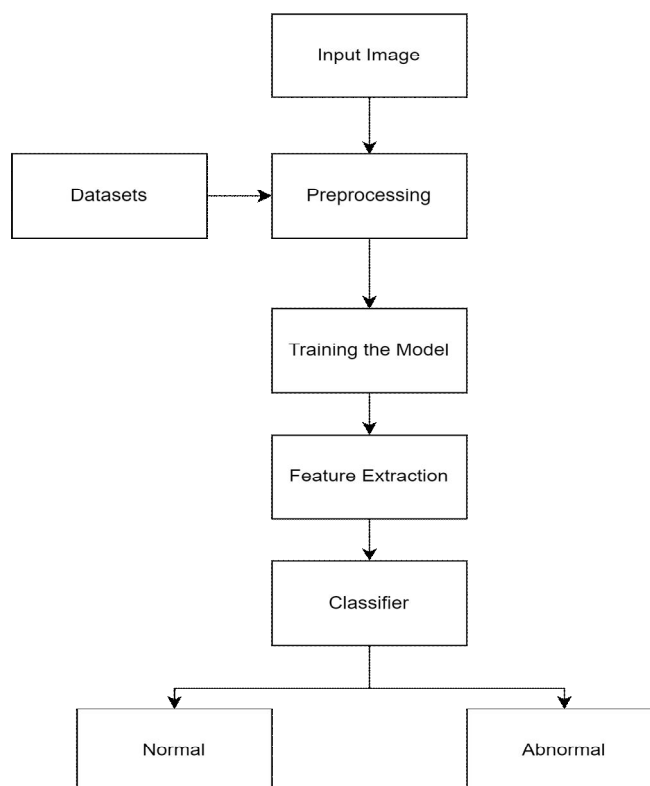 Input Image
Datasets
Preprocessing
Training the Model
Feature Extraction
Classifier
Normal
Abnormal